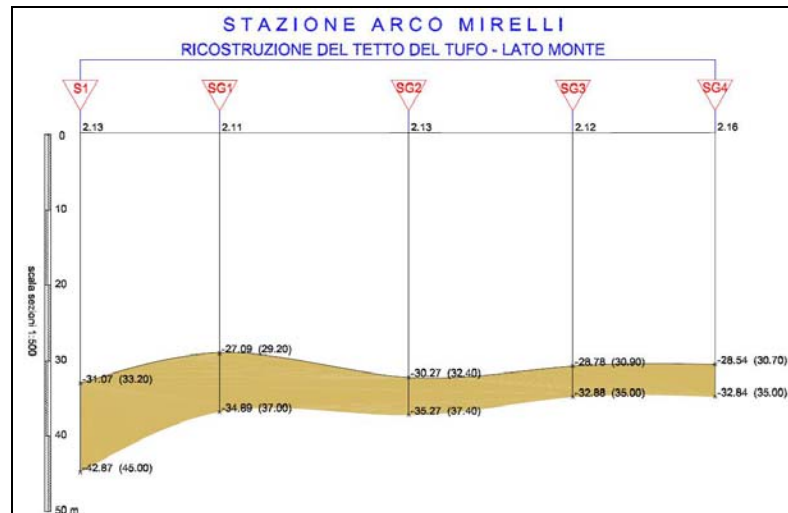 STAZIONE ARCO MIRELLI
RICOSTRUZIONE DEL TETTO DEL TUFO - LATO MONTE
S1 SG1 SG2 SG3 SG4
2.13 2.11 2.13 2.12 2.16
0
10
20
scala sezioni 1:500
-27.09 (29.20)
30 -28.78 (30.90) -28.54 (30.70)
-31.07 (33.20) -30.27 (32.40)
-34.89 (37.00) -35.27 (37.40) -32.88 (35.00) -32.84 (35.00)
40
-42.87 (45.00)
50 m